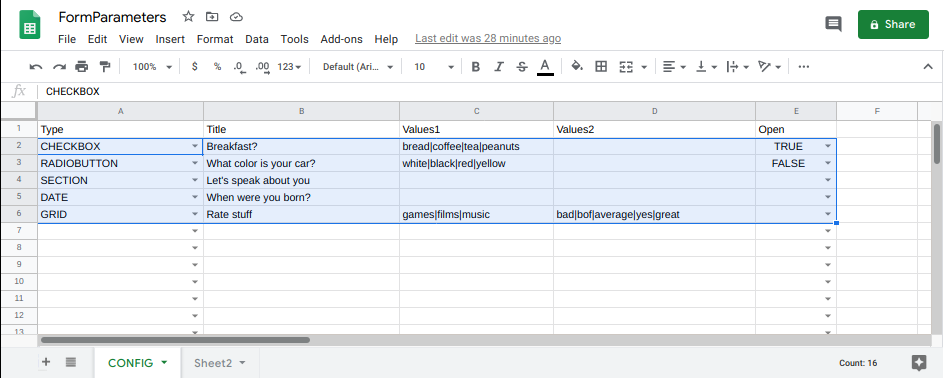 FormParameters
File Edit View Insert Format Data Tools Add-ons Help Last edit was 28 minutes ago
Share
100% $ % .0 .00 123 Default (Ari... 10 B I S A
fx CHECKBOX
A B C D E F
1 Type Title Values1 Values2 Open
2 CHECKBOX Breakfast? bread|coffee|tea|peanuts TRUE
3 RADIOBUTTON What color is your car? white|black|red|yellow FALSE
4 SECTION Let's speak about you
5 DATE When were you born?
6 GRID Rate stuff games|films|music bad|bof|average|yes|great
7
8
9
10
11
12
13
+ CONFIG Sheet2 Count: 16